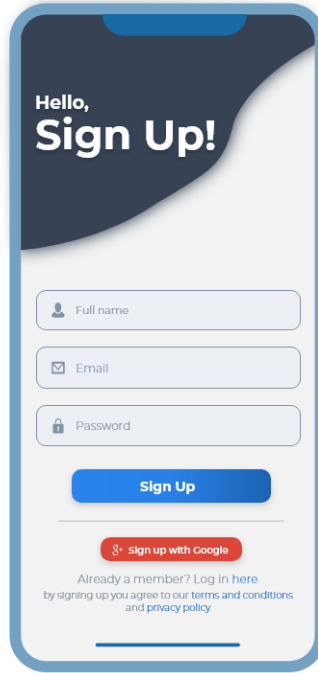 Hello,
Sign Up!
Full name
Email
Password
Sign Up
g+ Sign up with Google
Already a member? Log in here
by signing up you agree to our terms and conditions
and privacy policy